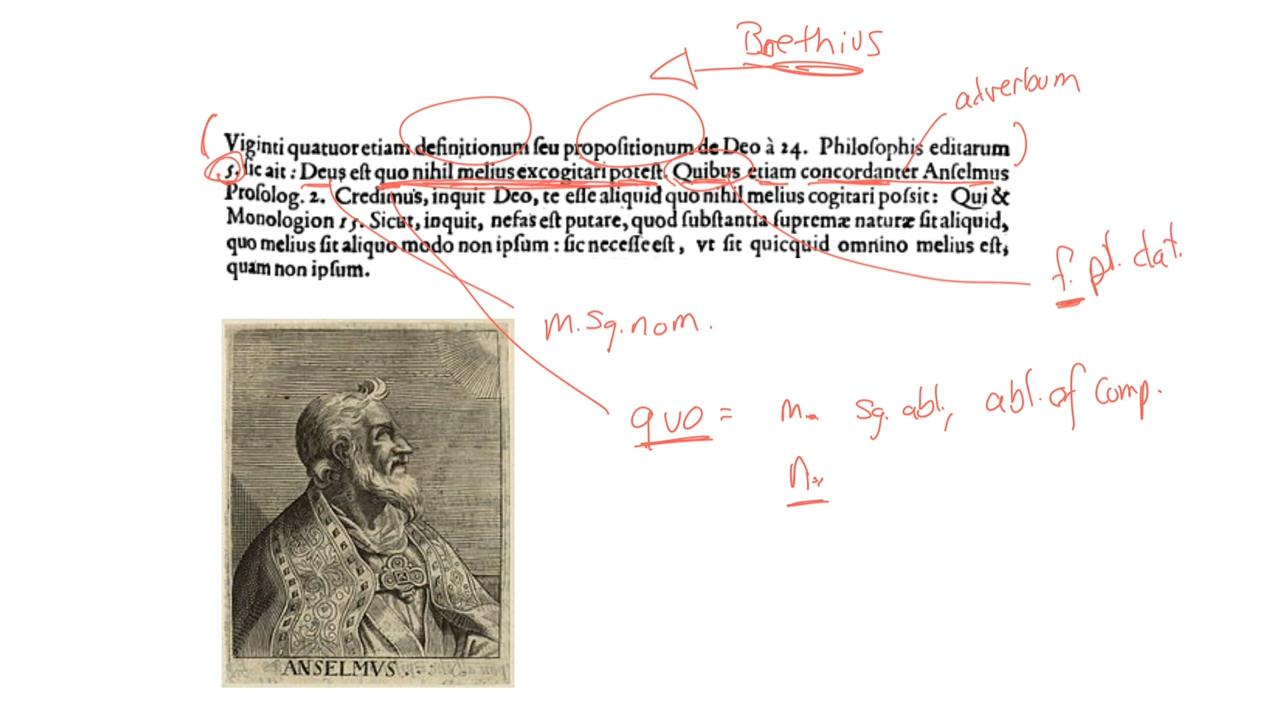 Boethius
adverbum
Viginti quatuor etiam definitionum ſeu propoſitionum de Deo à 24. Philoſophis editarum
5. ſic ait : Deus eſt quo nihil melius excogitari poteſt. Quibus etiam concordanter Anſelmus
Proſolog. 2. Credimus, inquit Deo, te eſſe aliquid quo nihil melius cogitari poſsit: Qui &
Monologion 15. Sicut, inquit, nefas eſt putare, quod ſubſtantia ſupremæ naturæ ſit aliquid,
quo melius ſit aliquo modo non ipſum : ſic neceſſe eſt, vt ſit quicquid omnino melius eſt,
quam non ipſum.
f. pl. dat.
m. sg. nom.
quo = m. sg. abl, abl. of comp.
n.
ANSELMVS.